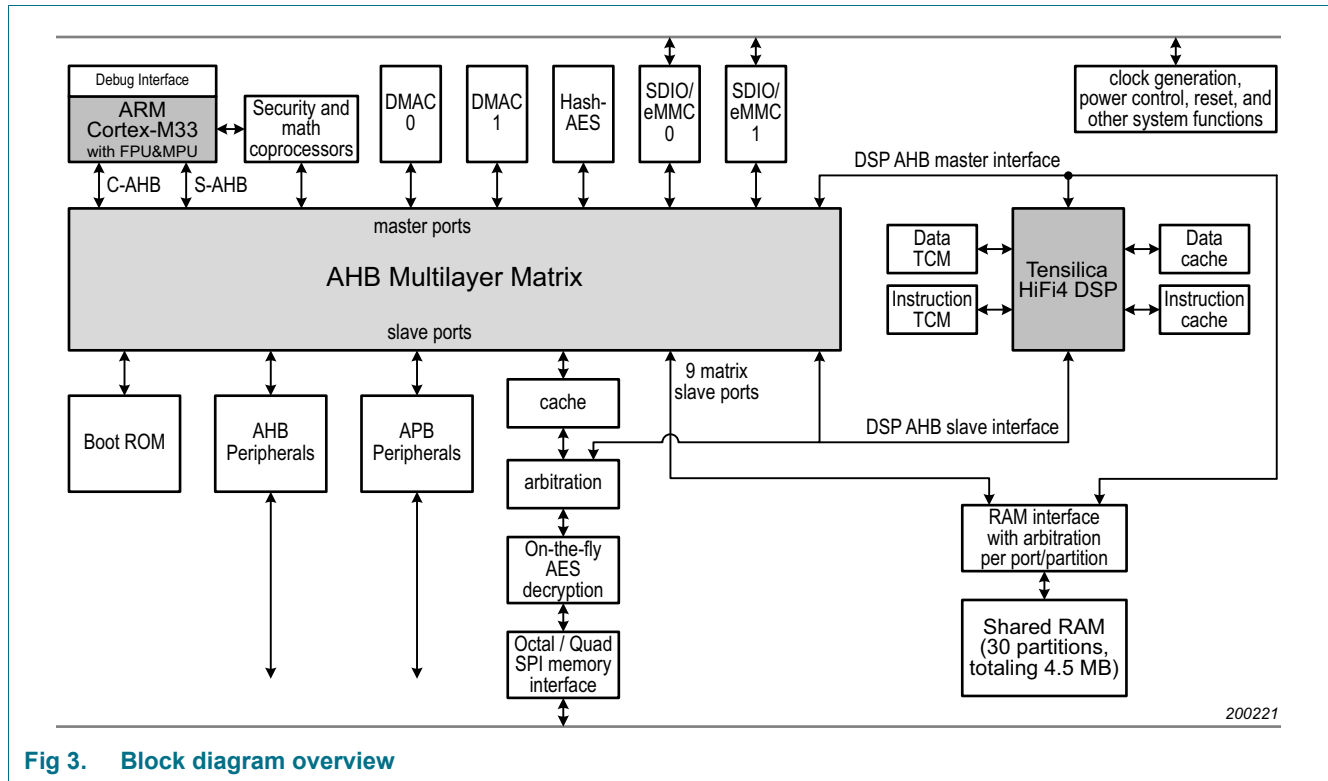 Debug Interface
ARM
Cortex-M33
with FPU&MPU
Security and
math
coprocessors
DMAC
0
DMAC
1
Hash-
AES
SDIO/
eMMC
0
SDIO/
eMMC
1
clock generation,
power control, reset, and
other system functions
C-AHB
S-AHB
DSP AHB master interface
master ports
AHB Multilayer Matrix
slave ports
Data
TCM
Instruction
TCM
Tensilica
HiFi4 DSP
Data
cache
Instruction
cache
9 matrix
slave ports
Boot ROM
AHB
Peripherals
APB
Peripherals
cache
DSP AHB slave interface
arbitration
On-the-fly
AES
decryption
Octal / Quad
SPI memory
interface
RAM interface
with arbitration
per port/partition
Shared RAM
(30 partitions,
totaling 4.5 MB)
200221
Fig 3. Block diagram overview